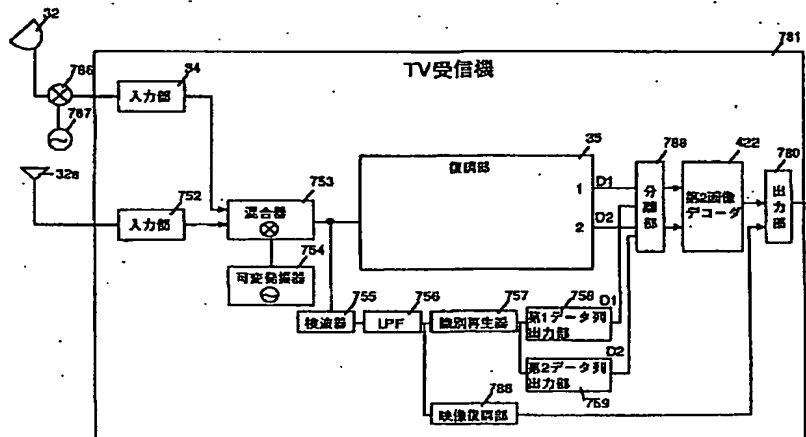 32
781
TV受信機
786
34
入力部
787
35
復調部
788
422
780
32a
752
入力部
753
混合器
1
D1
2
D2
分離部
第2画像
デコーダ
出力部
754
可変発振器
755
検波器
756
LPF
757
識別再生器
758
第1データ列
出力部
D1
第2データ列
出力部
759
D2
788
映像復調部